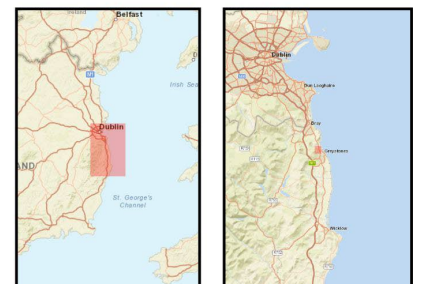 Belfast
Irish Sea
Dublin
AND
St. George's
Channel
Dublin
Dun Laoghaire
Bray
Greystones
Wicklow